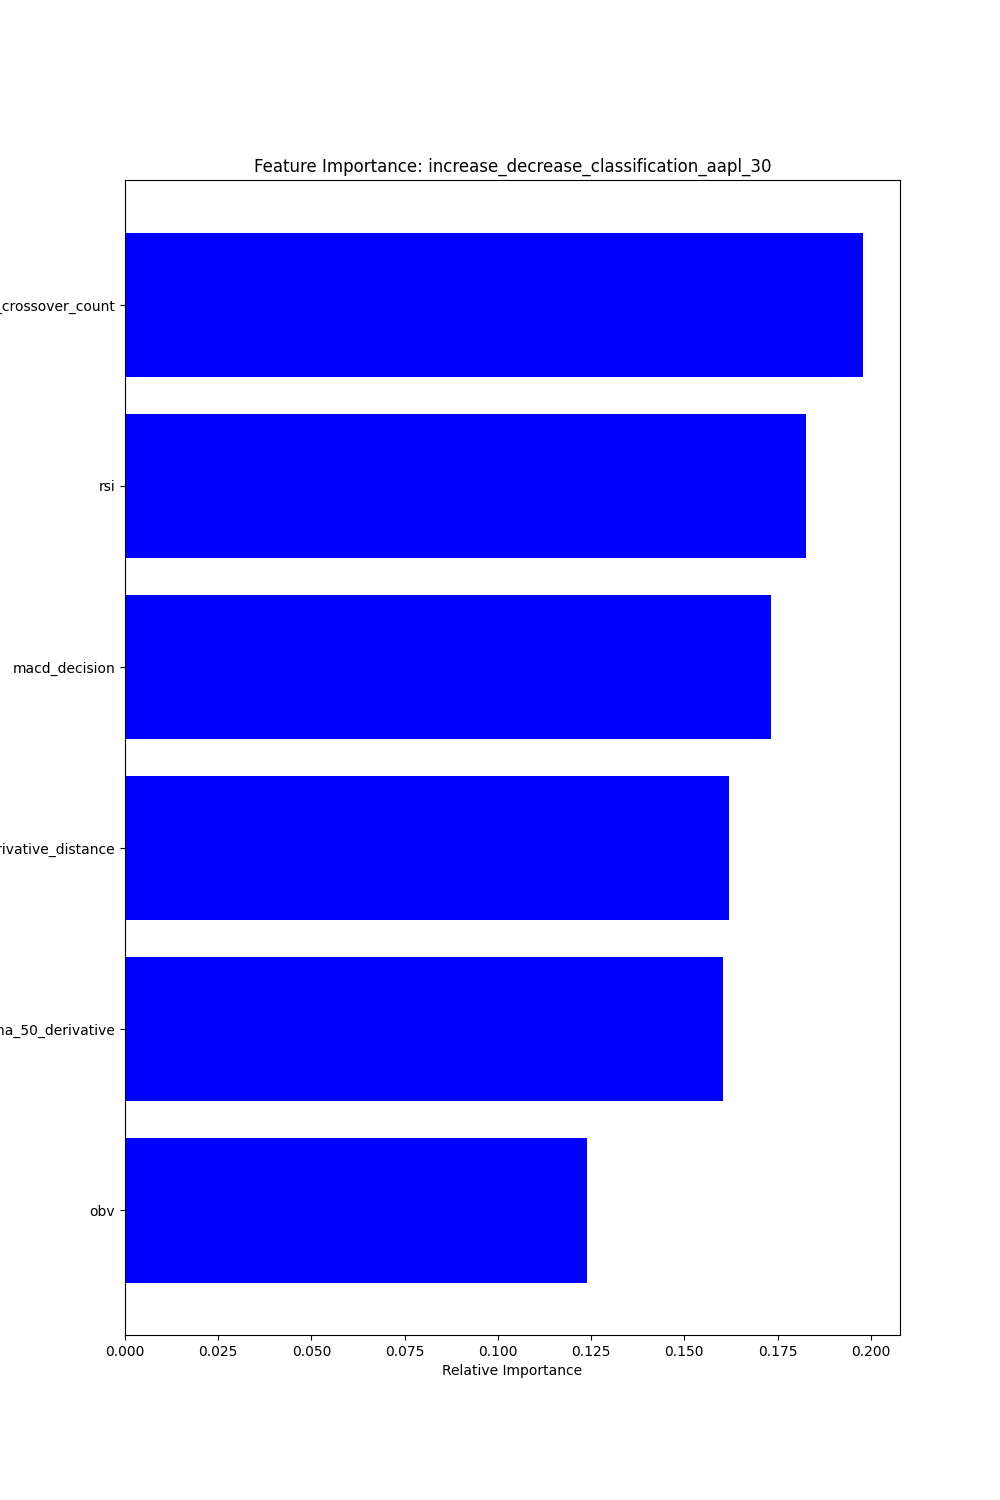 Feature Importance: increase_decrease_classification_aapl_30
_crossover_count
rsi
macd_decision
rivative_distance
na_50_derivative
obv
0.000 0.025 0.050 0.075 0.100 0.125 0.150 0.175 0.200
Relative Importance